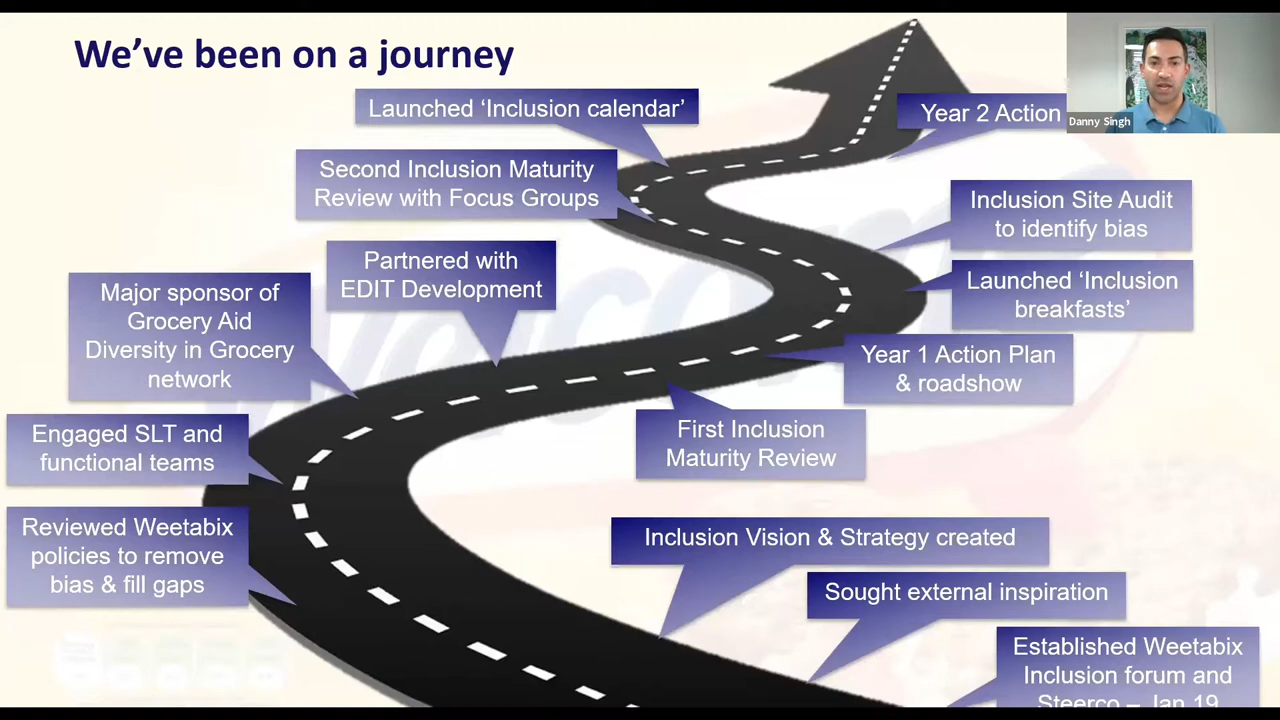 We've been on a journey
Launched 'Inclusion calendar'
Year 2 Action
Danny Singh
Second Inclusion Maturity
Review with Focus Groups
Inclusion Site Audit
to identify bias
Partnered with
EDIT Development
Launched 'Inclusion
breakfasts'
Major sponsor of
Grocery Aid
Diversity in Grocery
network
Year 1 Action Plan
& roadshow
Engaged SLT and
functional teams
First Inclusion
Maturity Review
Reviewed Weetabix
policies to remove
bias & fill gaps
Inclusion Vision & Strategy created
Sought external inspiration
Established Weetabix
Inclusion forum and
Steerco – Jan 19